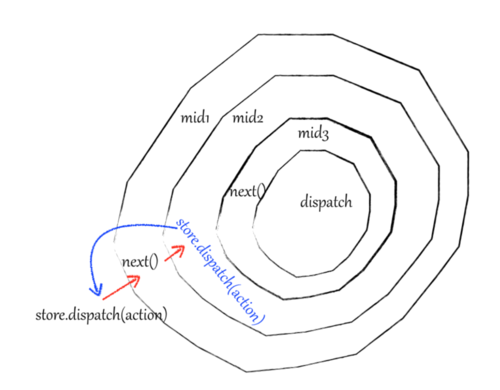 mid1
mid2
mid3
next()
dispatch
store.dispatch(action)
next()
store.dispatch(action)